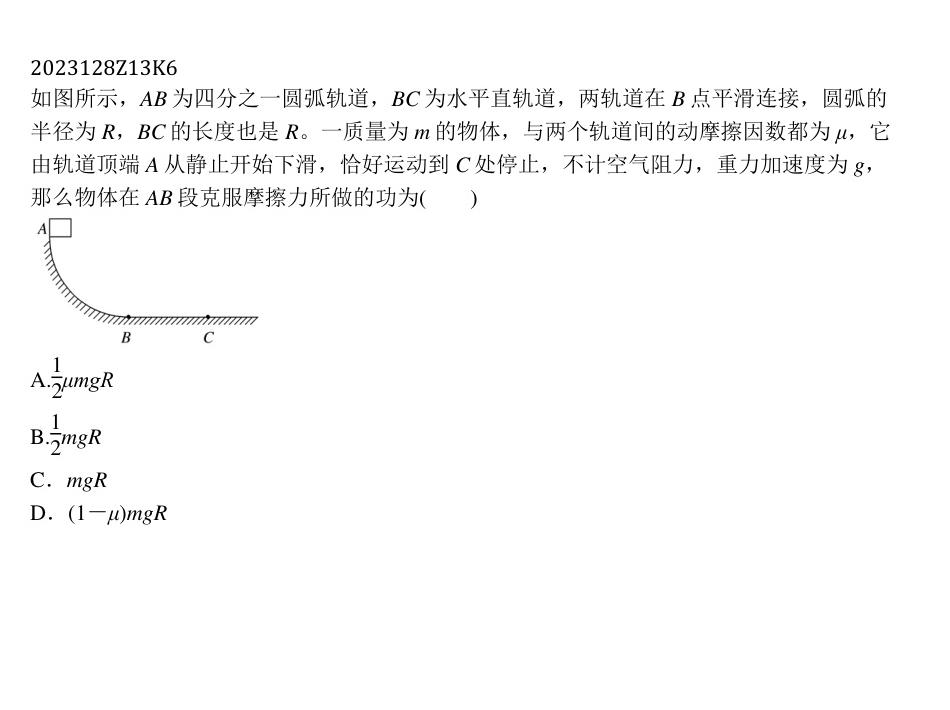 2023128Z13K6
如图所示，AB 为四分之一圆弧轨道，BC 为水平直轨道，两轨道在 B 点平滑连接，圆弧的
半径为 R，BC 的长度也是 R。一质量为 m 的物体，与两个轨道间的动摩擦因数都为 μ，它
由轨道顶端 A 从静止开始下滑，恰好运动到 C 处停止，不计空气阻力，重力加速度为 g，
那么物体在 AB 段克服摩擦力所做的功为(　　)
A
B
C
A.\frac{1}{2}μmgR
B.\frac{1}{2}mgR
C．mgR
D．(1－μ)mgR